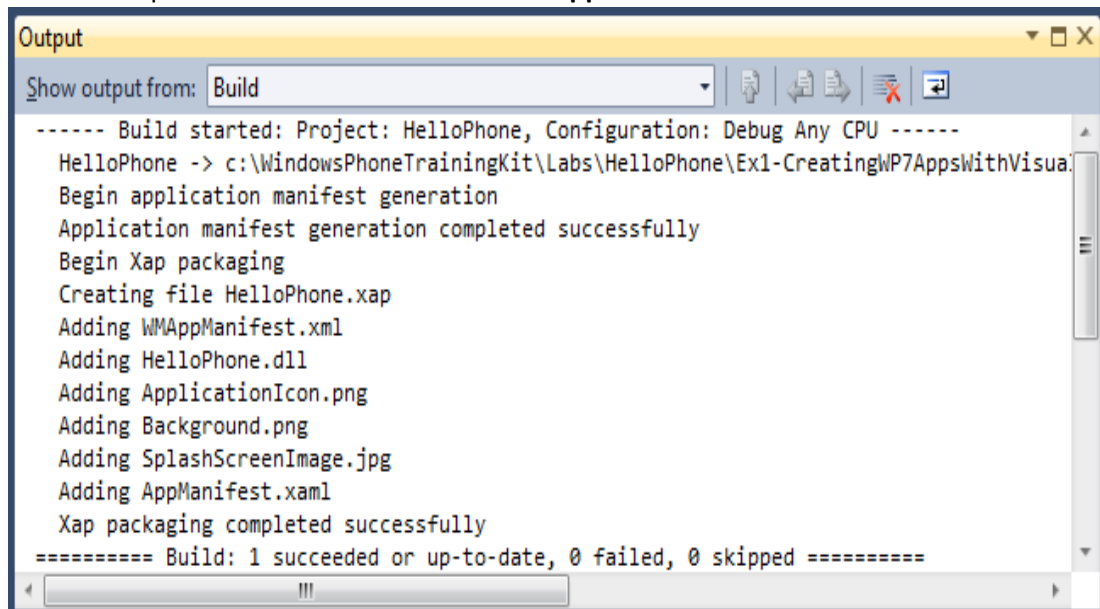 Output
Show output from: Build
------ Build started: Project: HelloPhone, Configuration: Debug Any CPU ------
HelloPhone -> c:\WindowsPhoneTrainingKit\Labs\HelloPhone\Ex1-CreatingWP7AppsWithVisua
Begin application manifest generation
Application manifest generation completed successfully
Begin Xap packaging
Creating file HelloPhone.xap
Adding WMAppManifest.xml
Adding HelloPhone.dll
Adding ApplicationIcon.png
Adding Background.png
Adding SplashScreenImage.jpg
Adding AppManifest.xaml
Xap packaging completed successfully
========== Build: 1 succeeded or up-to-date, 0 failed, 0 skipped ==========